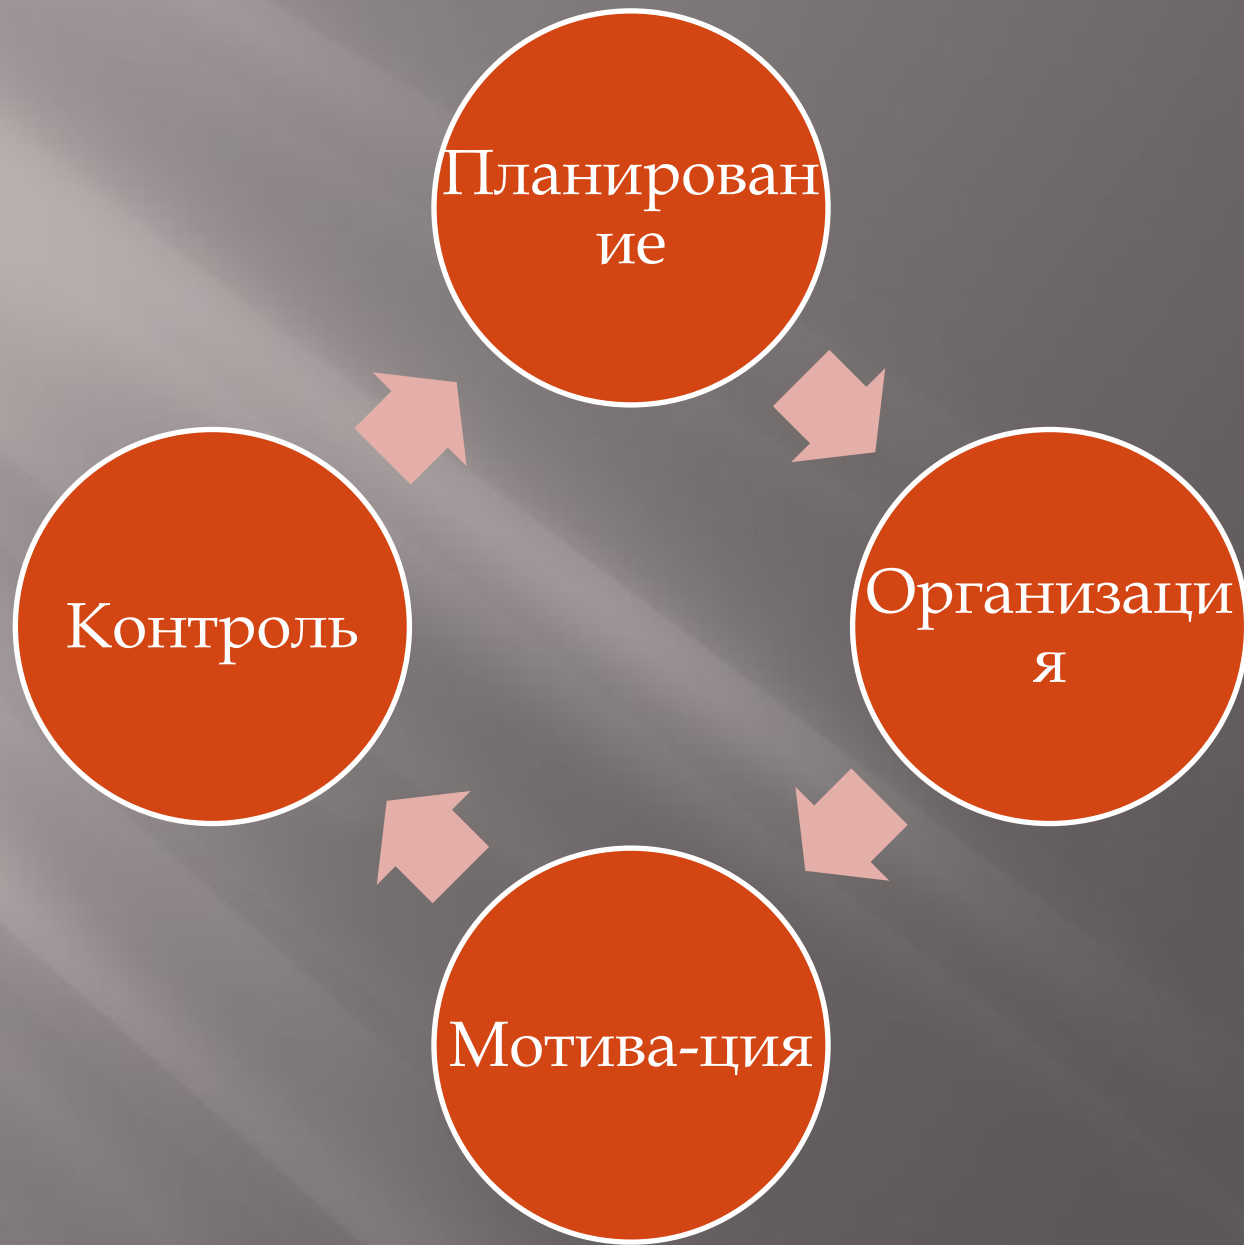 Планирован
ие
Организаци
я
Мотива-ция
Контроль